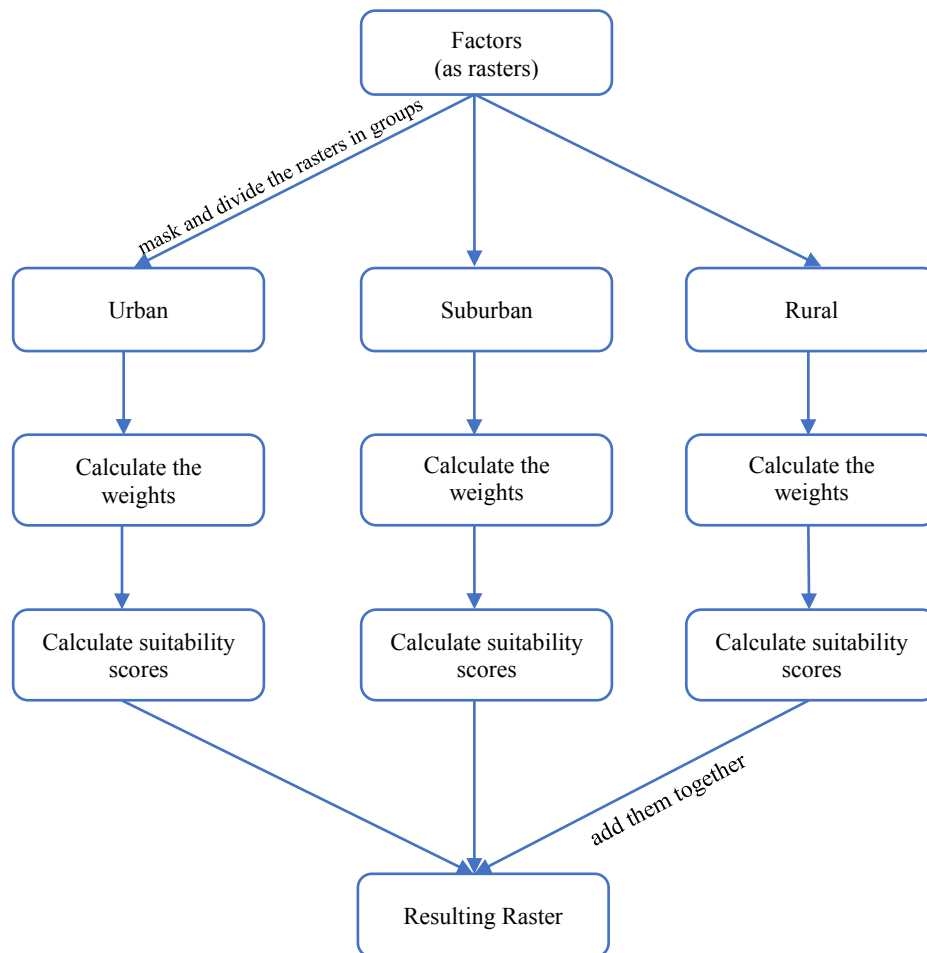 Factors
(as rasters)
mask and divide the rasters in groups
Urban
Suburban
Rural
Calculate the
weights
Calculate the
weights
Calculate the
weights
Calculate suitability
scores
Calculate suitability
scores
Calculate suitability
scores
add them together
Resulting Raster